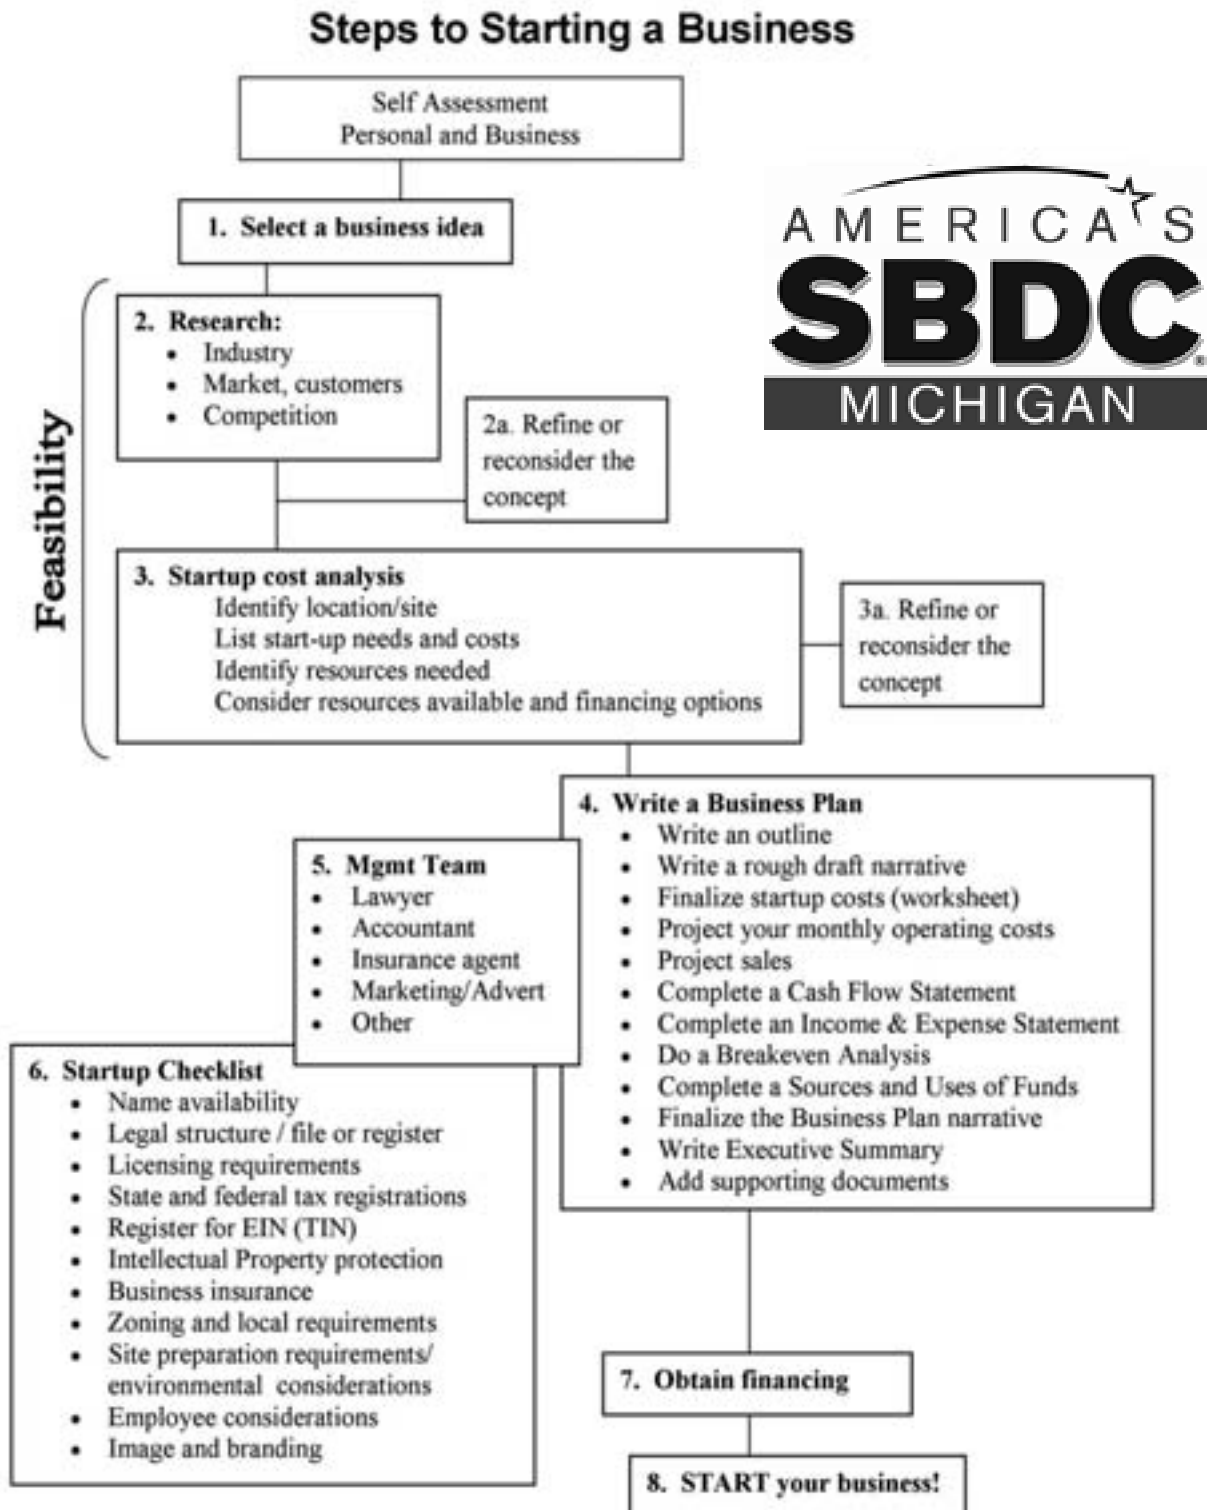 Steps to Starting a Business
Self Assessment
Personal and Business
1. Select a business idea
AMERICA'S
SBDC®
MICHIGAN
Feasibility
2. Research:
• Industry
• Market, customers
• Competition
2a. Refine or
reconsider the
concept
3. Startup cost analysis
Identify location/site
List start-up needs and costs
Identify resources needed
Consider resources available and financing options
3a. Refine or
reconsider the
concept
4. Write a Business Plan
• Write an outline
• Write a rough draft narrative
• Finalize startup costs (worksheet)
• Project your monthly operating costs
• Project sales
• Complete a Cash Flow Statement
• Complete an Income & Expense Statement
• Do a Breakeven Analysis
• Complete a Sources and Uses of Funds
• Finalize the Business Plan narrative
• Write Executive Summary
• Add supporting documents
5. Mgmt Team
• Lawyer
• Accountant
• Insurance agent
• Marketing/Advert
• Other
6. Startup Checklist
• Name availability
• Legal structure / file or register
• Licensing requirements
• State and federal tax registrations
• Register for EIN (TIN)
• Intellectual Property protection
• Business insurance
• Zoning and local requirements
• Site preparation requirements/
environmental considerations
• Employee considerations
• Image and branding
7. Obtain financing
8. START your business!